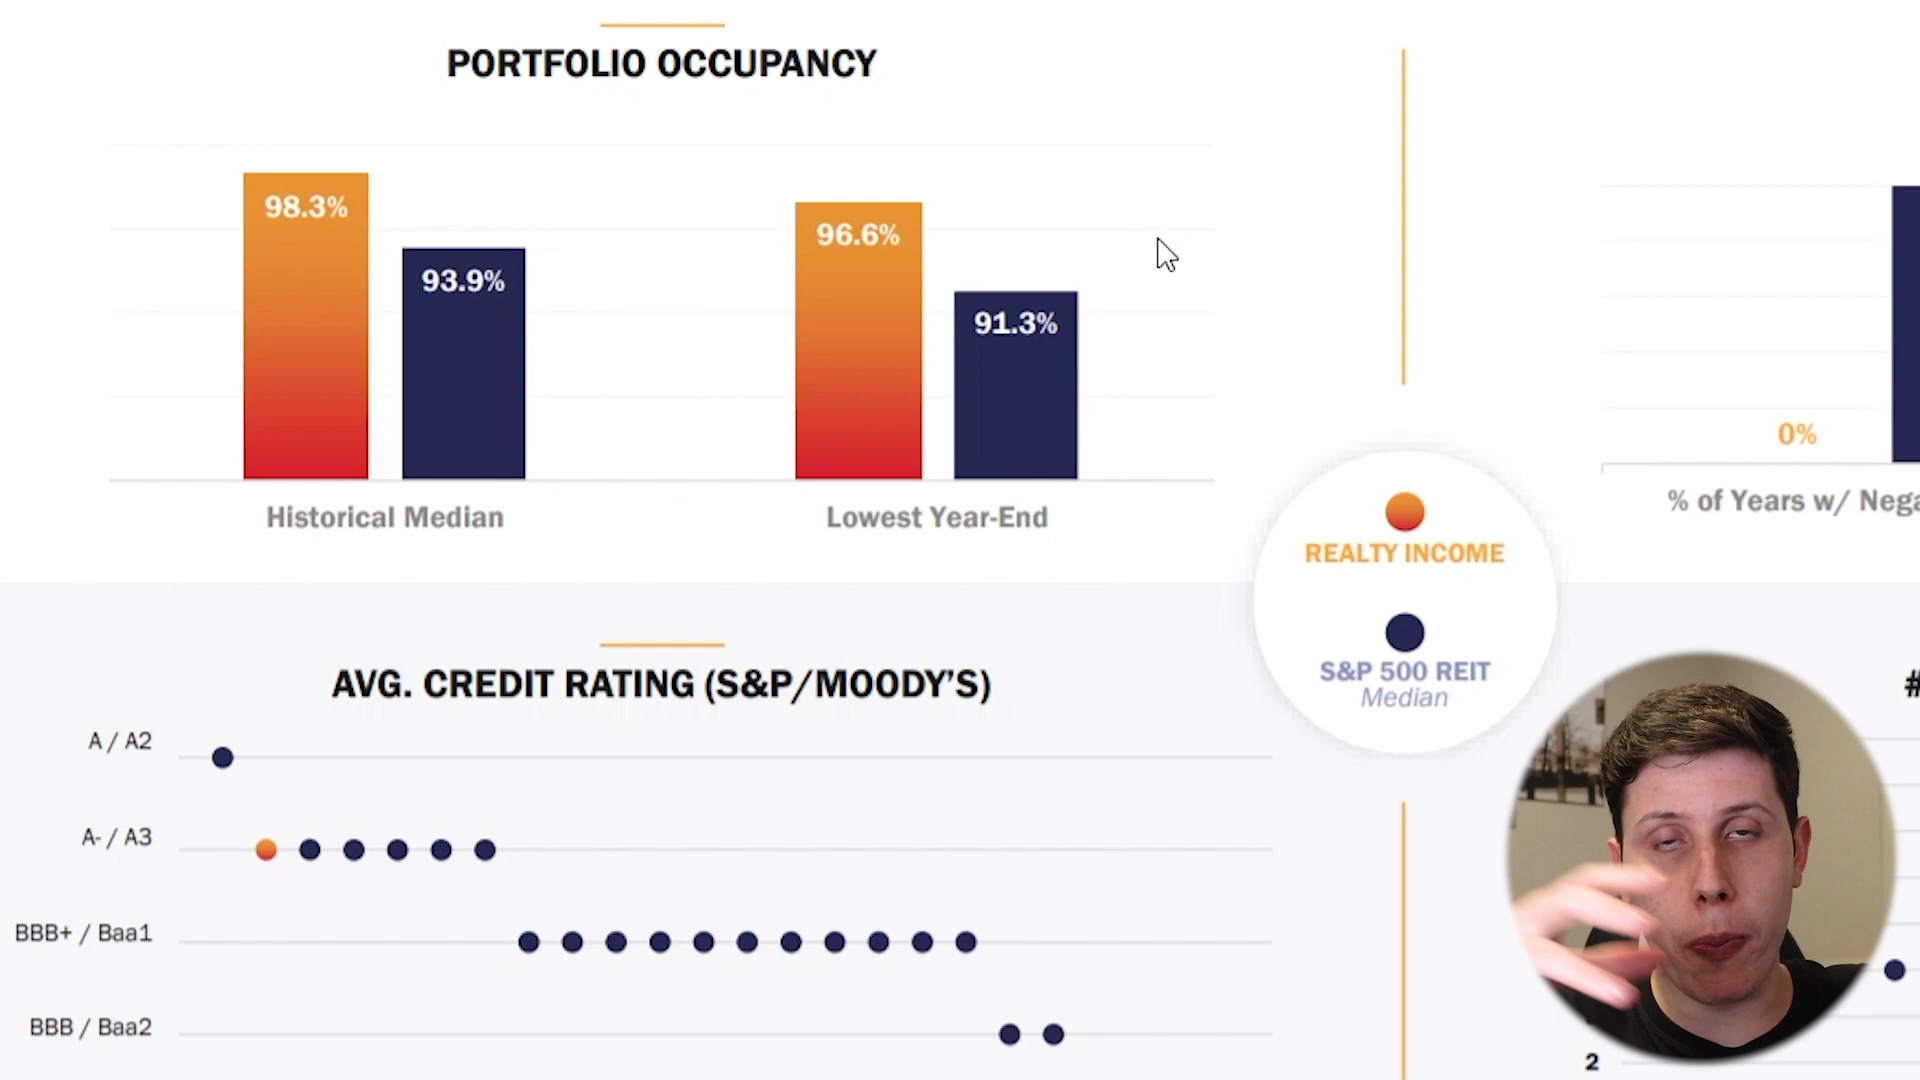 PORTFOLIO OCCUPANCY
98.3%
93.9%
96.6%
91.3%
Historical Median
Lowest Year-End
0%
% of Years w/
REALTY INCOME
S&P 500 REIT
Median
AVG. CREDIT RATING (S&P/MOODY'S)
#
A / A2
A- / A3
BBB+ / Baa1
BBB / Baa2
2